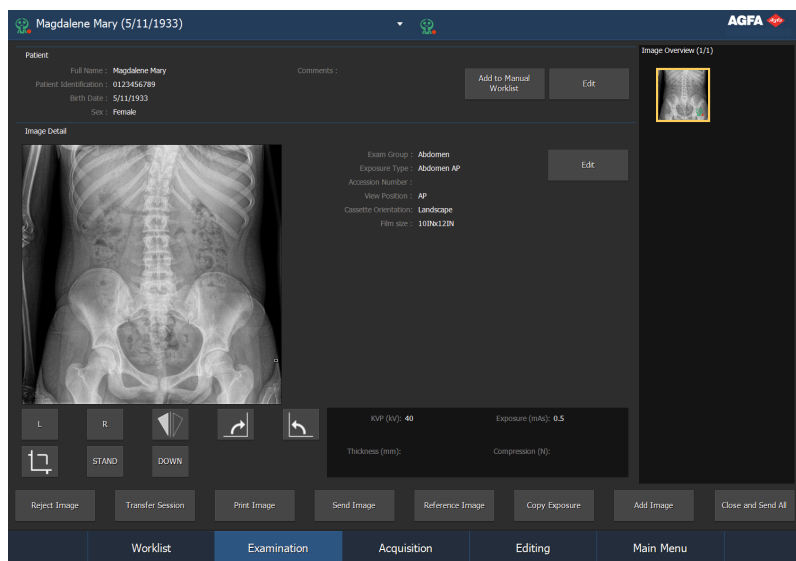 Magdalene Mary (5/11/1933)
AGFA
Patient
Full Name : Magdalene Mary
Comments :
Patient Identification : 0123456789
Birth Date : 5/11/1933
Sex : Female
Add to Manual
Worklist
Edit
Image Overview (1/1)
Image Detail
Exam Group : Abdomen
Exposure Type : Abdomen AP
Accession Number :
View Position : AP
Cassette Orientation: Landscape
Film size : 10INx12IN
Edit
L
R
STAND
DOWN
KVP (kV): 40
Exposure (mAs): 0.5
Thickness (mm):
Compression (N):
Reject Image
Transfer Session
Print Image
Send Image
Reference Image
Copy Exposure
Add Image
Close and Send All
Worklist
Examination
Acquisition
Editing
Main Menu